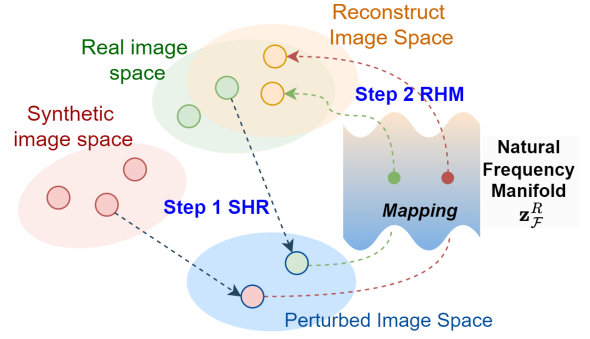 Reconstruct
Image Space
Real image
space
Step 2 RHM
Synthetic
image space
Natural
Frequency
Manifold
𝐳_ℱ^R
Step 1 SHR
Mapping
Perturbed Image Space